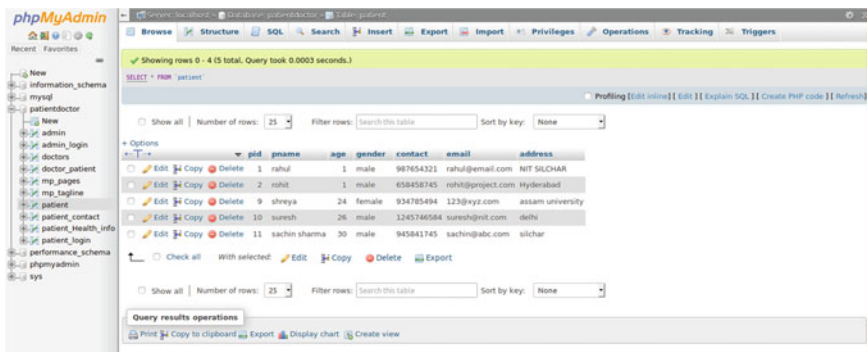 phpMyAdmin
Recent Favorites
New
information_schema
mysql
patientdoctor
New
admin
admin_login
doctors
doctor_patient
mp_pages
mp_tagline
patient
patient_contact
patient_Health_info
patient_login
performance_schema
phpmyadmin
sys
Server: localhost » Database: patientdoctor » Table: patient
Browse Structure SQL Search Insert Export Import Privileges Operations Tracking Triggers
Showing rows 0 - 4 (5 total, Query took 0.0003 seconds.)
SELECT * FROM `patient`
Profiling [Edit inline] [ Edit ] [ Explain SQL ] [ Create PHP code ] [ Refresh]
Show all | Number of rows: 25 Filter rows: Search this table Sort by key: None
+ Options
←T→ pid pname age gender contact email address
Edit Copy Delete 1 rahul 1 male 987654321 rahul@email.com NIT SILCHAR
Edit Copy Delete 2 rohit 1 male 658458745 rohit@project.com Hyderabad
Edit Copy Delete 9 shreya 24 female 934785494 123@xyz.com assam university
Edit Copy Delete 10 suresh 26 male 1245746584 suresh@nit.com delhi
Edit Copy Delete 11 sachin sharma 30 male 945841745 sachin@abc.com silchar
Check all With selected: Edit Copy Delete Export
Show all | Number of rows: 25 Filter rows: Search this table Sort by key: None
Query results operations
Print Copy to clipboard Export Display chart Create view